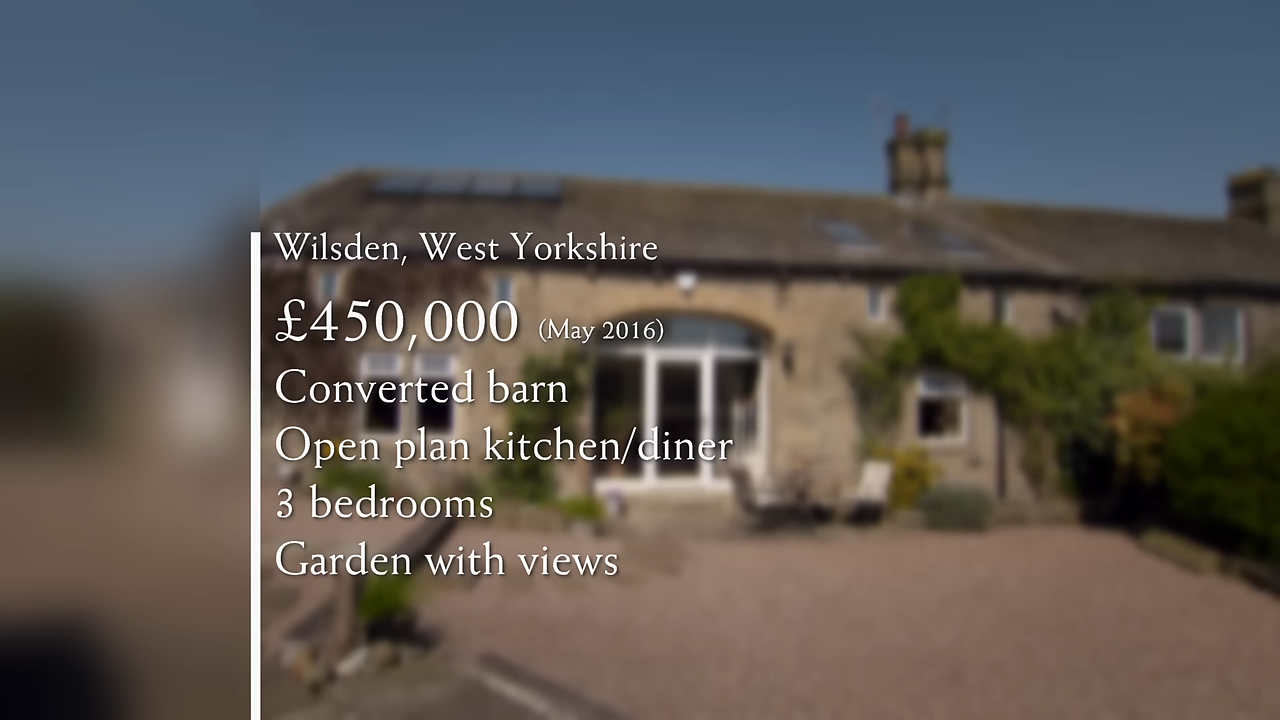 Wilsden, West Yorkshire
£450,000 (May 2016)
Converted barn
Open plan kitchen/diner
3 bedrooms
Garden with views